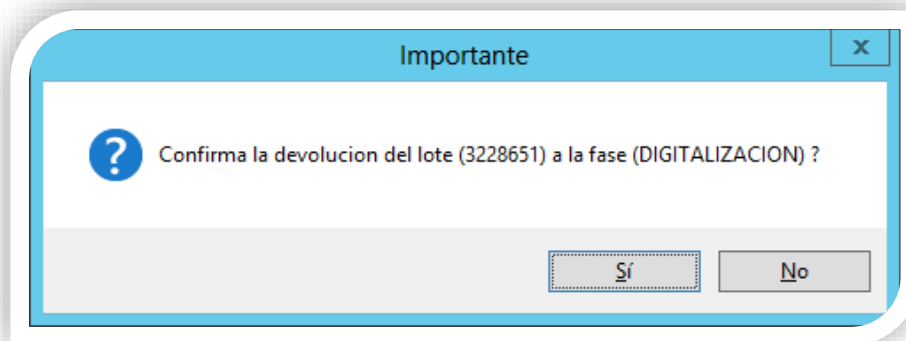 Importante
x
?
Confirma la devolucion del lote (3228651) a la fase (DIGITALIZACION) ?
Sí
No